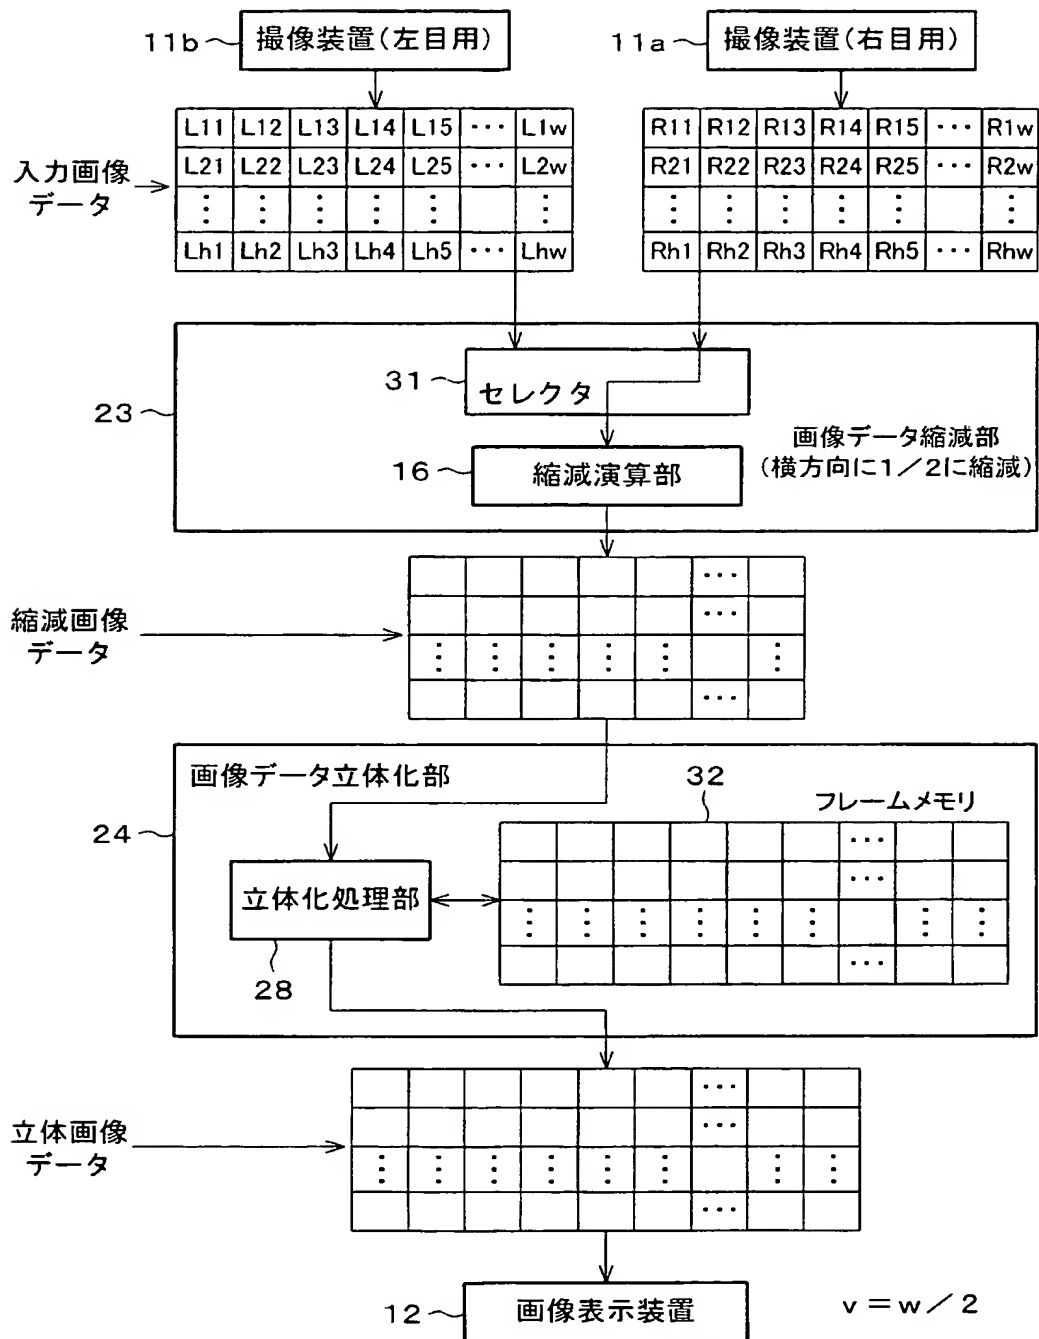 11b 撮像装置(左目用)
11a 撮像装置(右目用)
入力画像
データ
L11 L12 L13 L14 L15 ··· L1w
L21 L22 L23 L24 L25 ··· L2w
⋮ ⋮ ⋮ ⋮ ⋮ ⋮
Lh1 Lh2 Lh3 Lh4 Lh5 ··· Lhw
R11 R12 R13 R14 R15 ··· R1w
R21 R22 R23 R24 R25 ··· R2w
⋮ ⋮ ⋮ ⋮ ⋮ ⋮
Rh1 Rh2 Rh3 Rh4 Rh5 ··· Rhw
23
31 セレクタ
16 縮減演算部
画像データ縮減部
(横方向に1/2に縮減)
縮減画像
データ
···
···
⋮ ⋮ ⋮ ⋮ ⋮ ⋮
···
24
画像データ立体化部
32
フレームメモリ
立体化処理部
28
···
···
⋮ ⋮ ⋮ ⋮ ⋮ ⋮ ⋮ ⋮
···
立体画像
データ
···
···
⋮ ⋮ ⋮ ⋮ ⋮ ⋮ ⋮ ⋮
···
12 画像表示装置
v=w/2